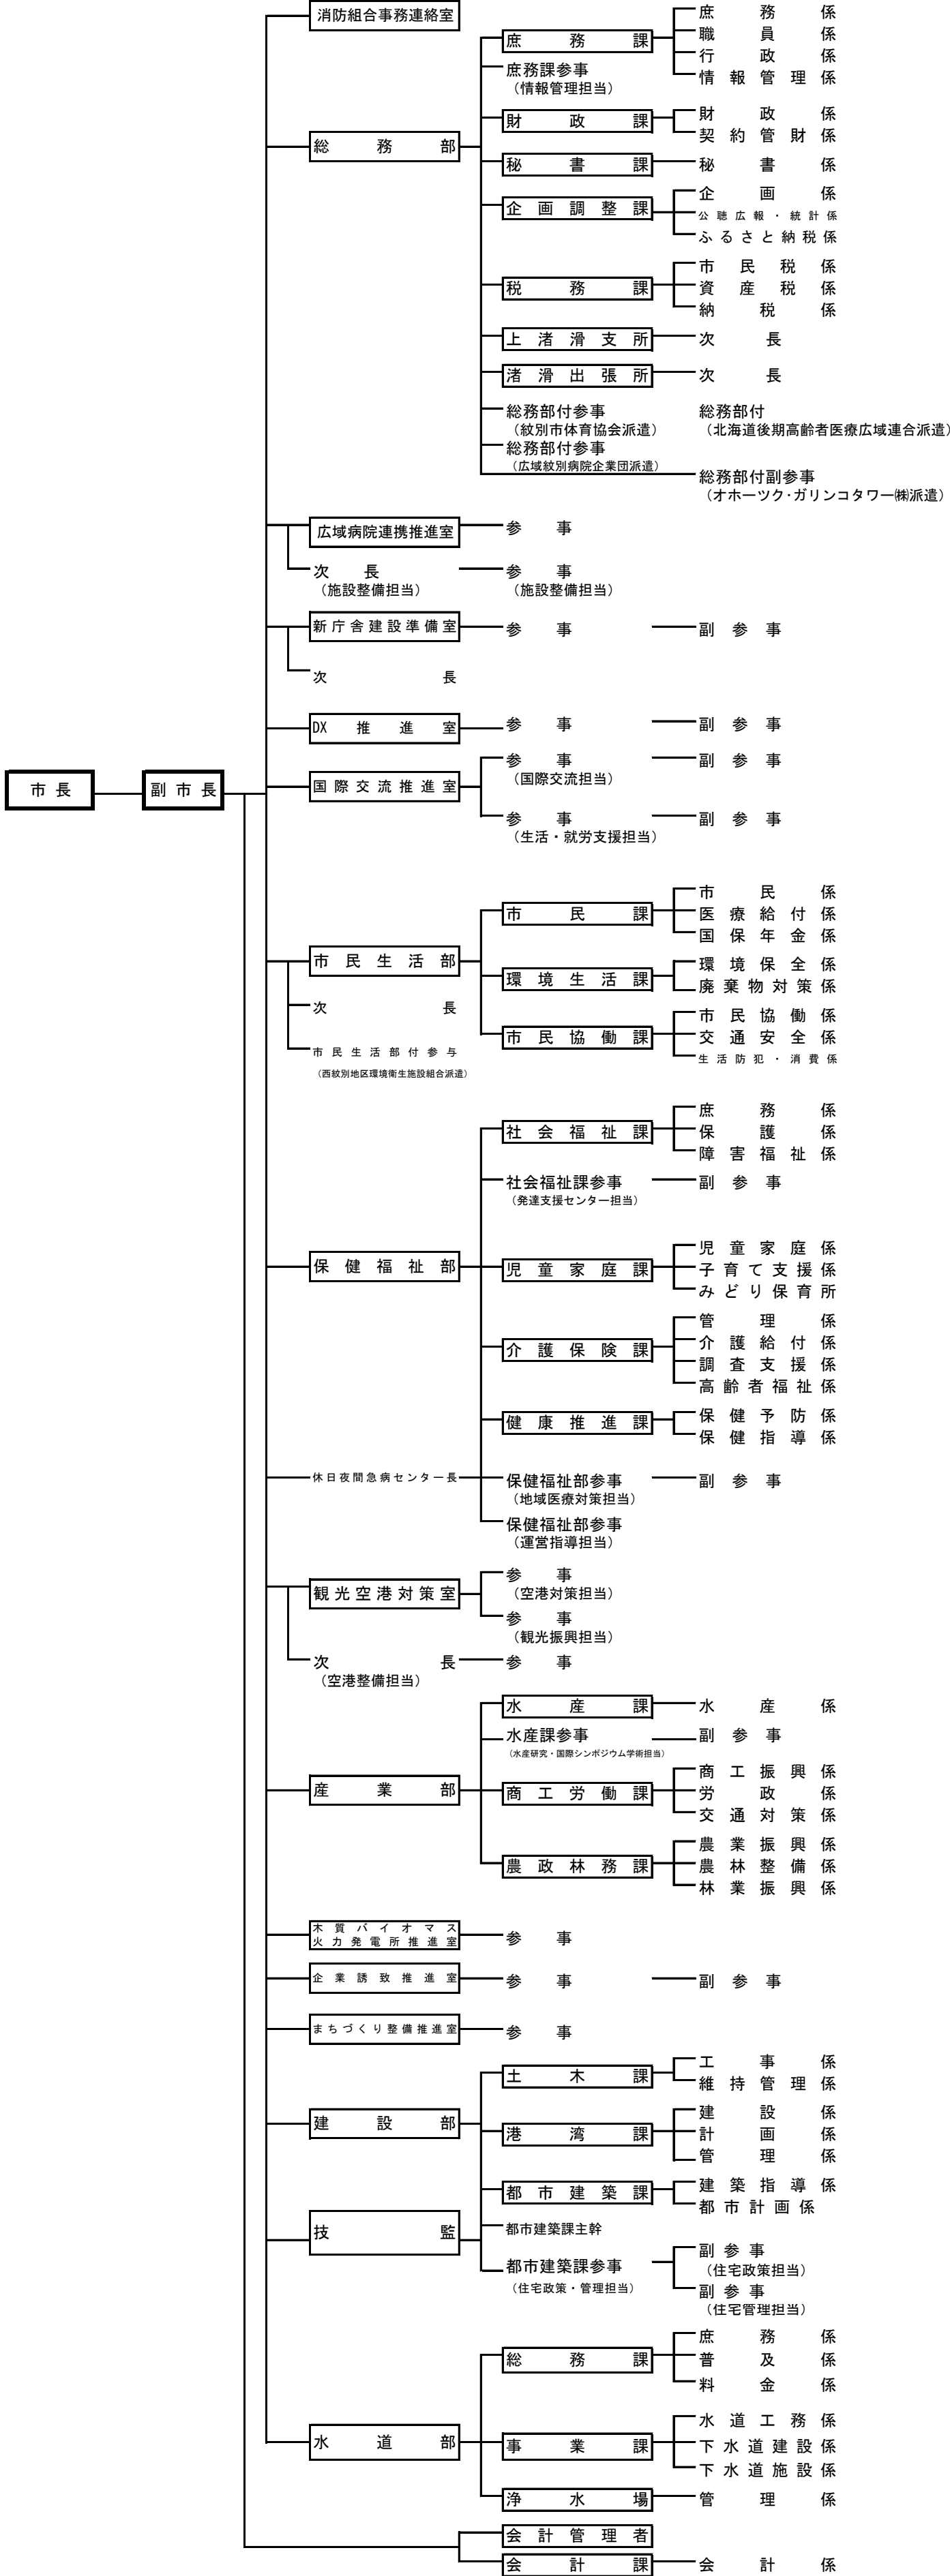 消防組合事務連絡室
庶務係
庶務課
職員係
行政係
庶務課参事
情報管理係
（情報管理担当）
財政課
財政係
契約管財係
総務部
秘書課
秘書係
企画調整課
企画係
公聴広報・統計係
ふるさと納税係
税務課
市民税係
資産税係
納税係
上渚滑支所
次長
渚滑出張所
次長
総務部付参事
総務部付
（紋別市体育協会派遣）
（北海道後期高齢者医療広域連合派遣）
総務部付参事
（広域紋別病院企業団派遣）
総務部付副参事
（オホーツク・ガリンコタワー㈱派遣）
広域病院連携推進室
参事
次長
参事
（施設整備担当）
（施設整備担当）
新庁舎建設準備室
参事
副参事
次長
DX推進室
参事
副参事
国際交流推進室
参事
副参事
（国際交流担当）
市長
副市長
参事
副参事
（生活・就労支援担当）
市民課
市民係
医療給付係
国保年金係
市民生活部
環境生活課
環境保全係
廃棄物対策係
次長
市民協働課
市民協働係
交通安全係
生活防犯・消費係
市民生活部付参与
（西紋別地区環境衛生施設組合派遣）
社会福祉課
庶務係
保護係
障害福祉係
社会福祉課参事
副参事
（発達支援センター担当）
保健福祉部
児童家庭課
児童家庭係
子育て支援係
みどり保育所
介護保険課
管理係
介護給付係
調査支援係
高齢者福祉係
健康推進課
保健予防係
保健指導係
休日夜間急病センター長
保健福祉部参事
副参事
（地域医療対策担当）
保健福祉部参事
（運営指導担当）
観光空港対策室
参事
（空港対策担当）
参事
（観光振興担当）
次長
参事
（空港整備担当）
水産課
水産係
水産課参事
副参事
（水産研究・国際シンポジウム学術担当）
産業部
商工労働課
商工振興係
労政係
交通対策係
農政林務課
農業振興係
農林整備係
林業振興係
木質バイオマス
火力発電所推進室
参事
企業誘致推進室
参事
副参事
まちづくり整備推進室
参事
土木課
工事係
維持管理係
建設部
港湾課
建設係
計画係
管理係
都市建築課
建築指導係
都市計画係
技監
都市建築課主幹
都市建築課参事
（住宅政策・管理担当）
副参事
（住宅政策担当）
副参事
（住宅管理担当）
総務課
庶務係
普及係
料金係
水道部
事業課
水道工務係
下水道建設係
下水道施設係
浄水場
管理係
会計管理者
会計課
会計係